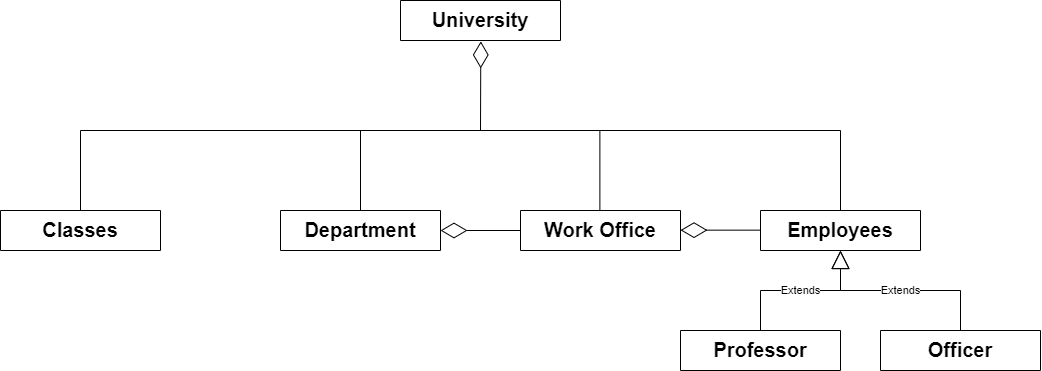 University
Classes
Department
Work Office
Employees
Extends
Extends
Professor
Officer